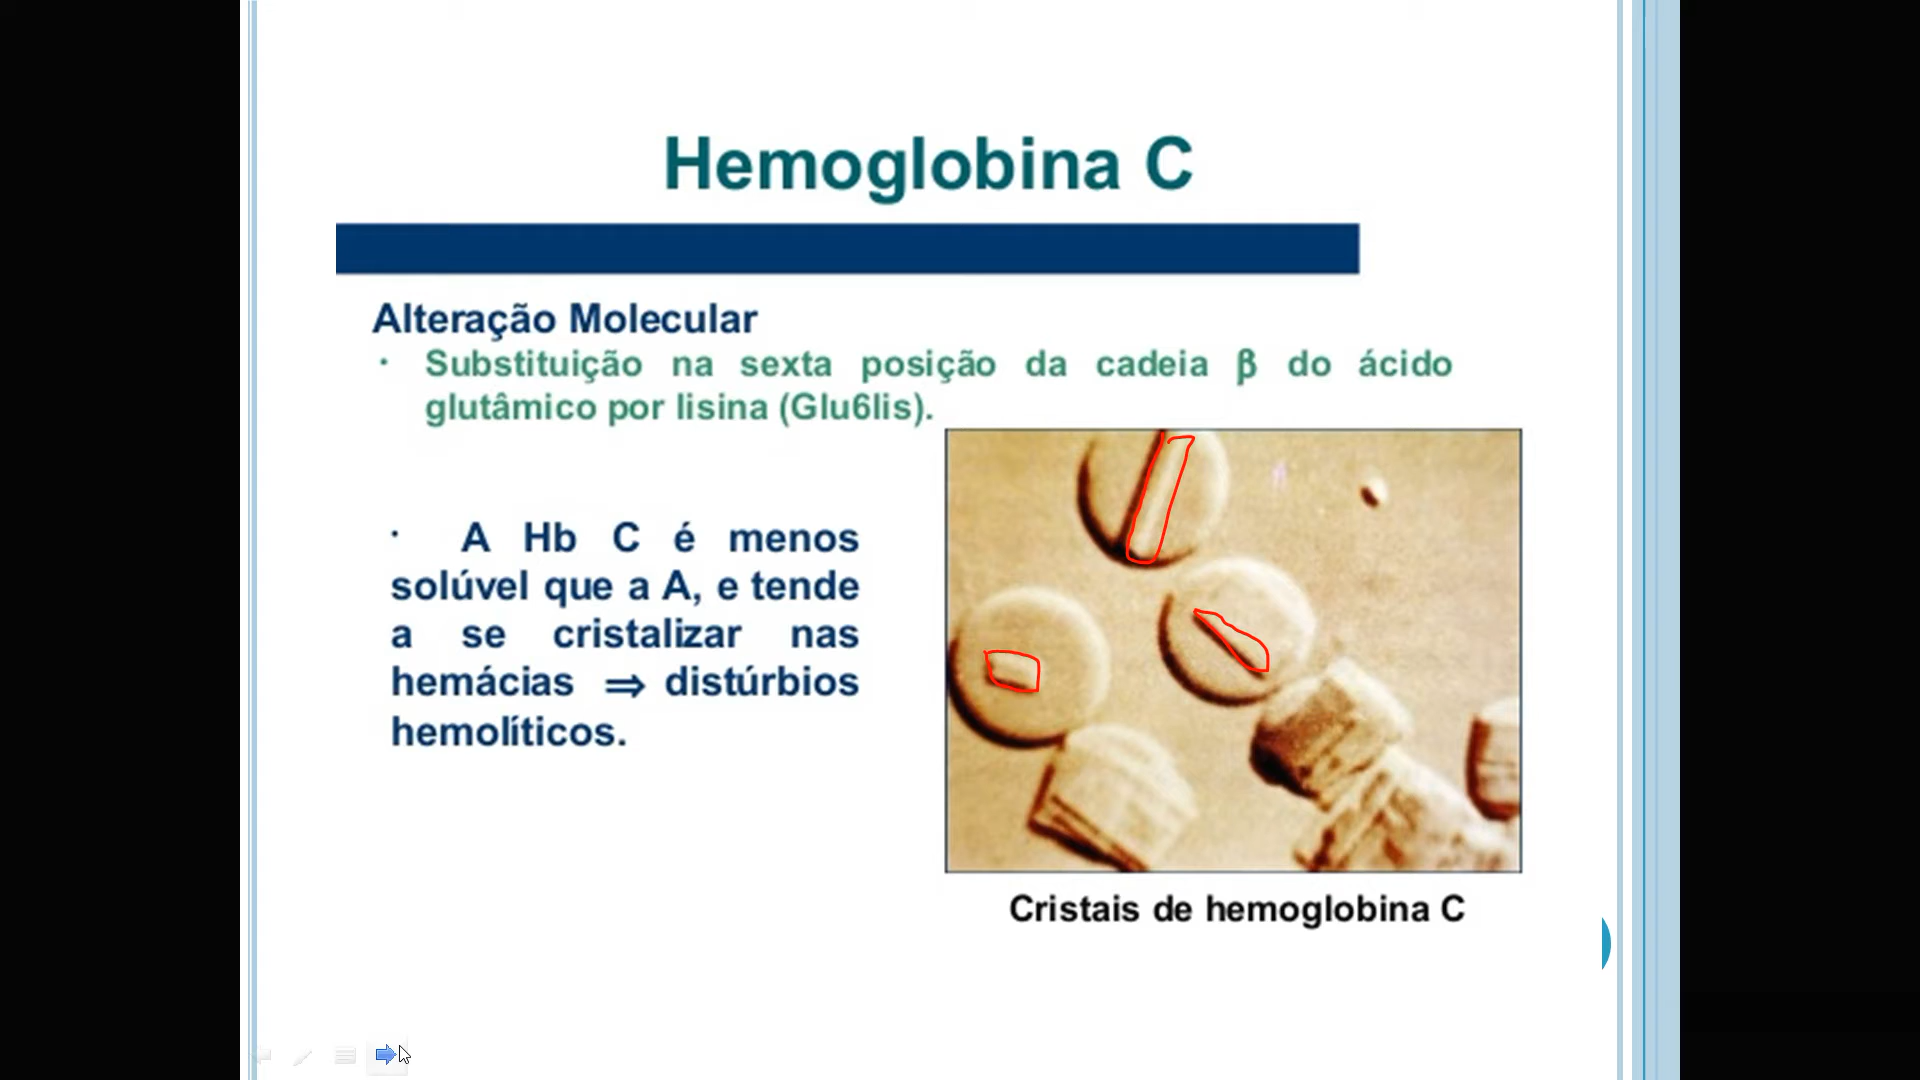 Hemoglobina C
Alteração Molecular
· Substituição na sexta posição da cadeia β do ácido
glutâmico por lisina (Glu6lis).
· A Hb C é menos
solúvel que a A, e tende
a se cristalizar nas
hemácias ⇒ distúrbios
hemolíticos.
Cristais de hemoglobina C